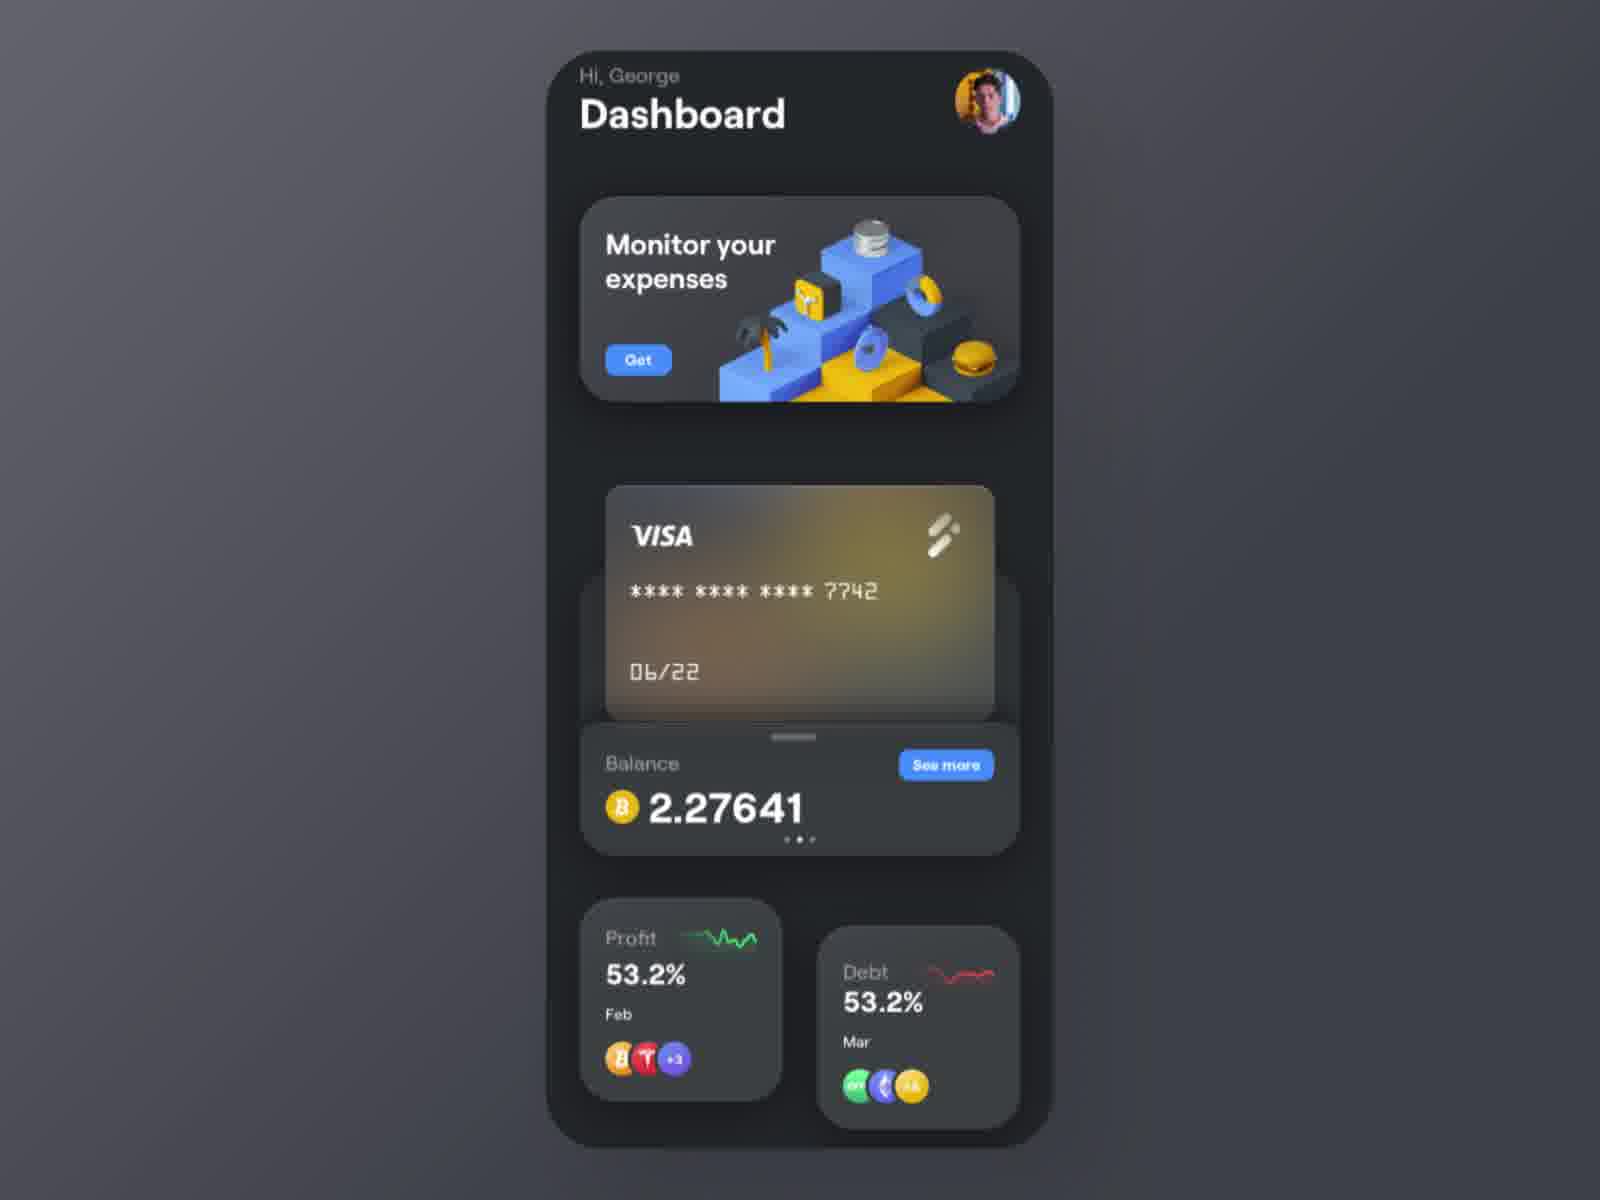 Hi, George
Dashboard
Monitor your
expenses
Get
VISA
**** **** **** 7742
06/22
Balance
See more
2.27641
Profit
53.2%
Feb
+3
Debt
53.2%
Mar